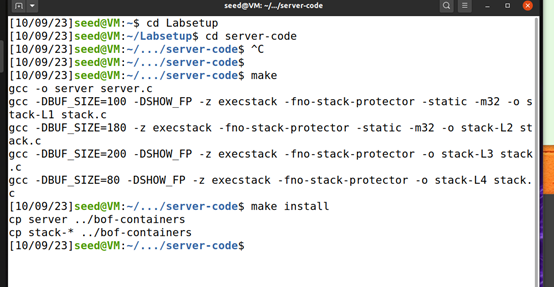 seed@VM: ~/.../server-code
[10/09/23]seed@VM:~$ cd Labsetup
[10/09/23]seed@VM:~/Labsetup$ cd server-code
[10/09/23]seed@VM:~/.../server-code$ ^C
[10/09/23]seed@VM:~/.../server-code$
[10/09/23]seed@VM:~/.../server-code$ make
gcc -o server server.c
gcc -DBUF_SIZE=100 -DSHOW_FP -z execstack -fno-stack-protector -static -m32 -o s
tack-L1 stack.c
gcc -DBUF_SIZE=180 -z execstack -fno-stack-protector -static -m32 -o stack-L2 st
ack.c
gcc -DBUF_SIZE=200 -DSHOW_FP -z execstack -fno-stack-protector -o stack-L3 stack
.c
gcc -DBUF_SIZE=80 -DSHOW_FP -z execstack -fno-stack-protector -o stack-L4 stack.
c
[10/09/23]seed@VM:~/.../server-code$ make install
cp server ../bof-containers
cp stack-* ../bof-containers
[10/09/23]seed@VM:~/.../server-code$